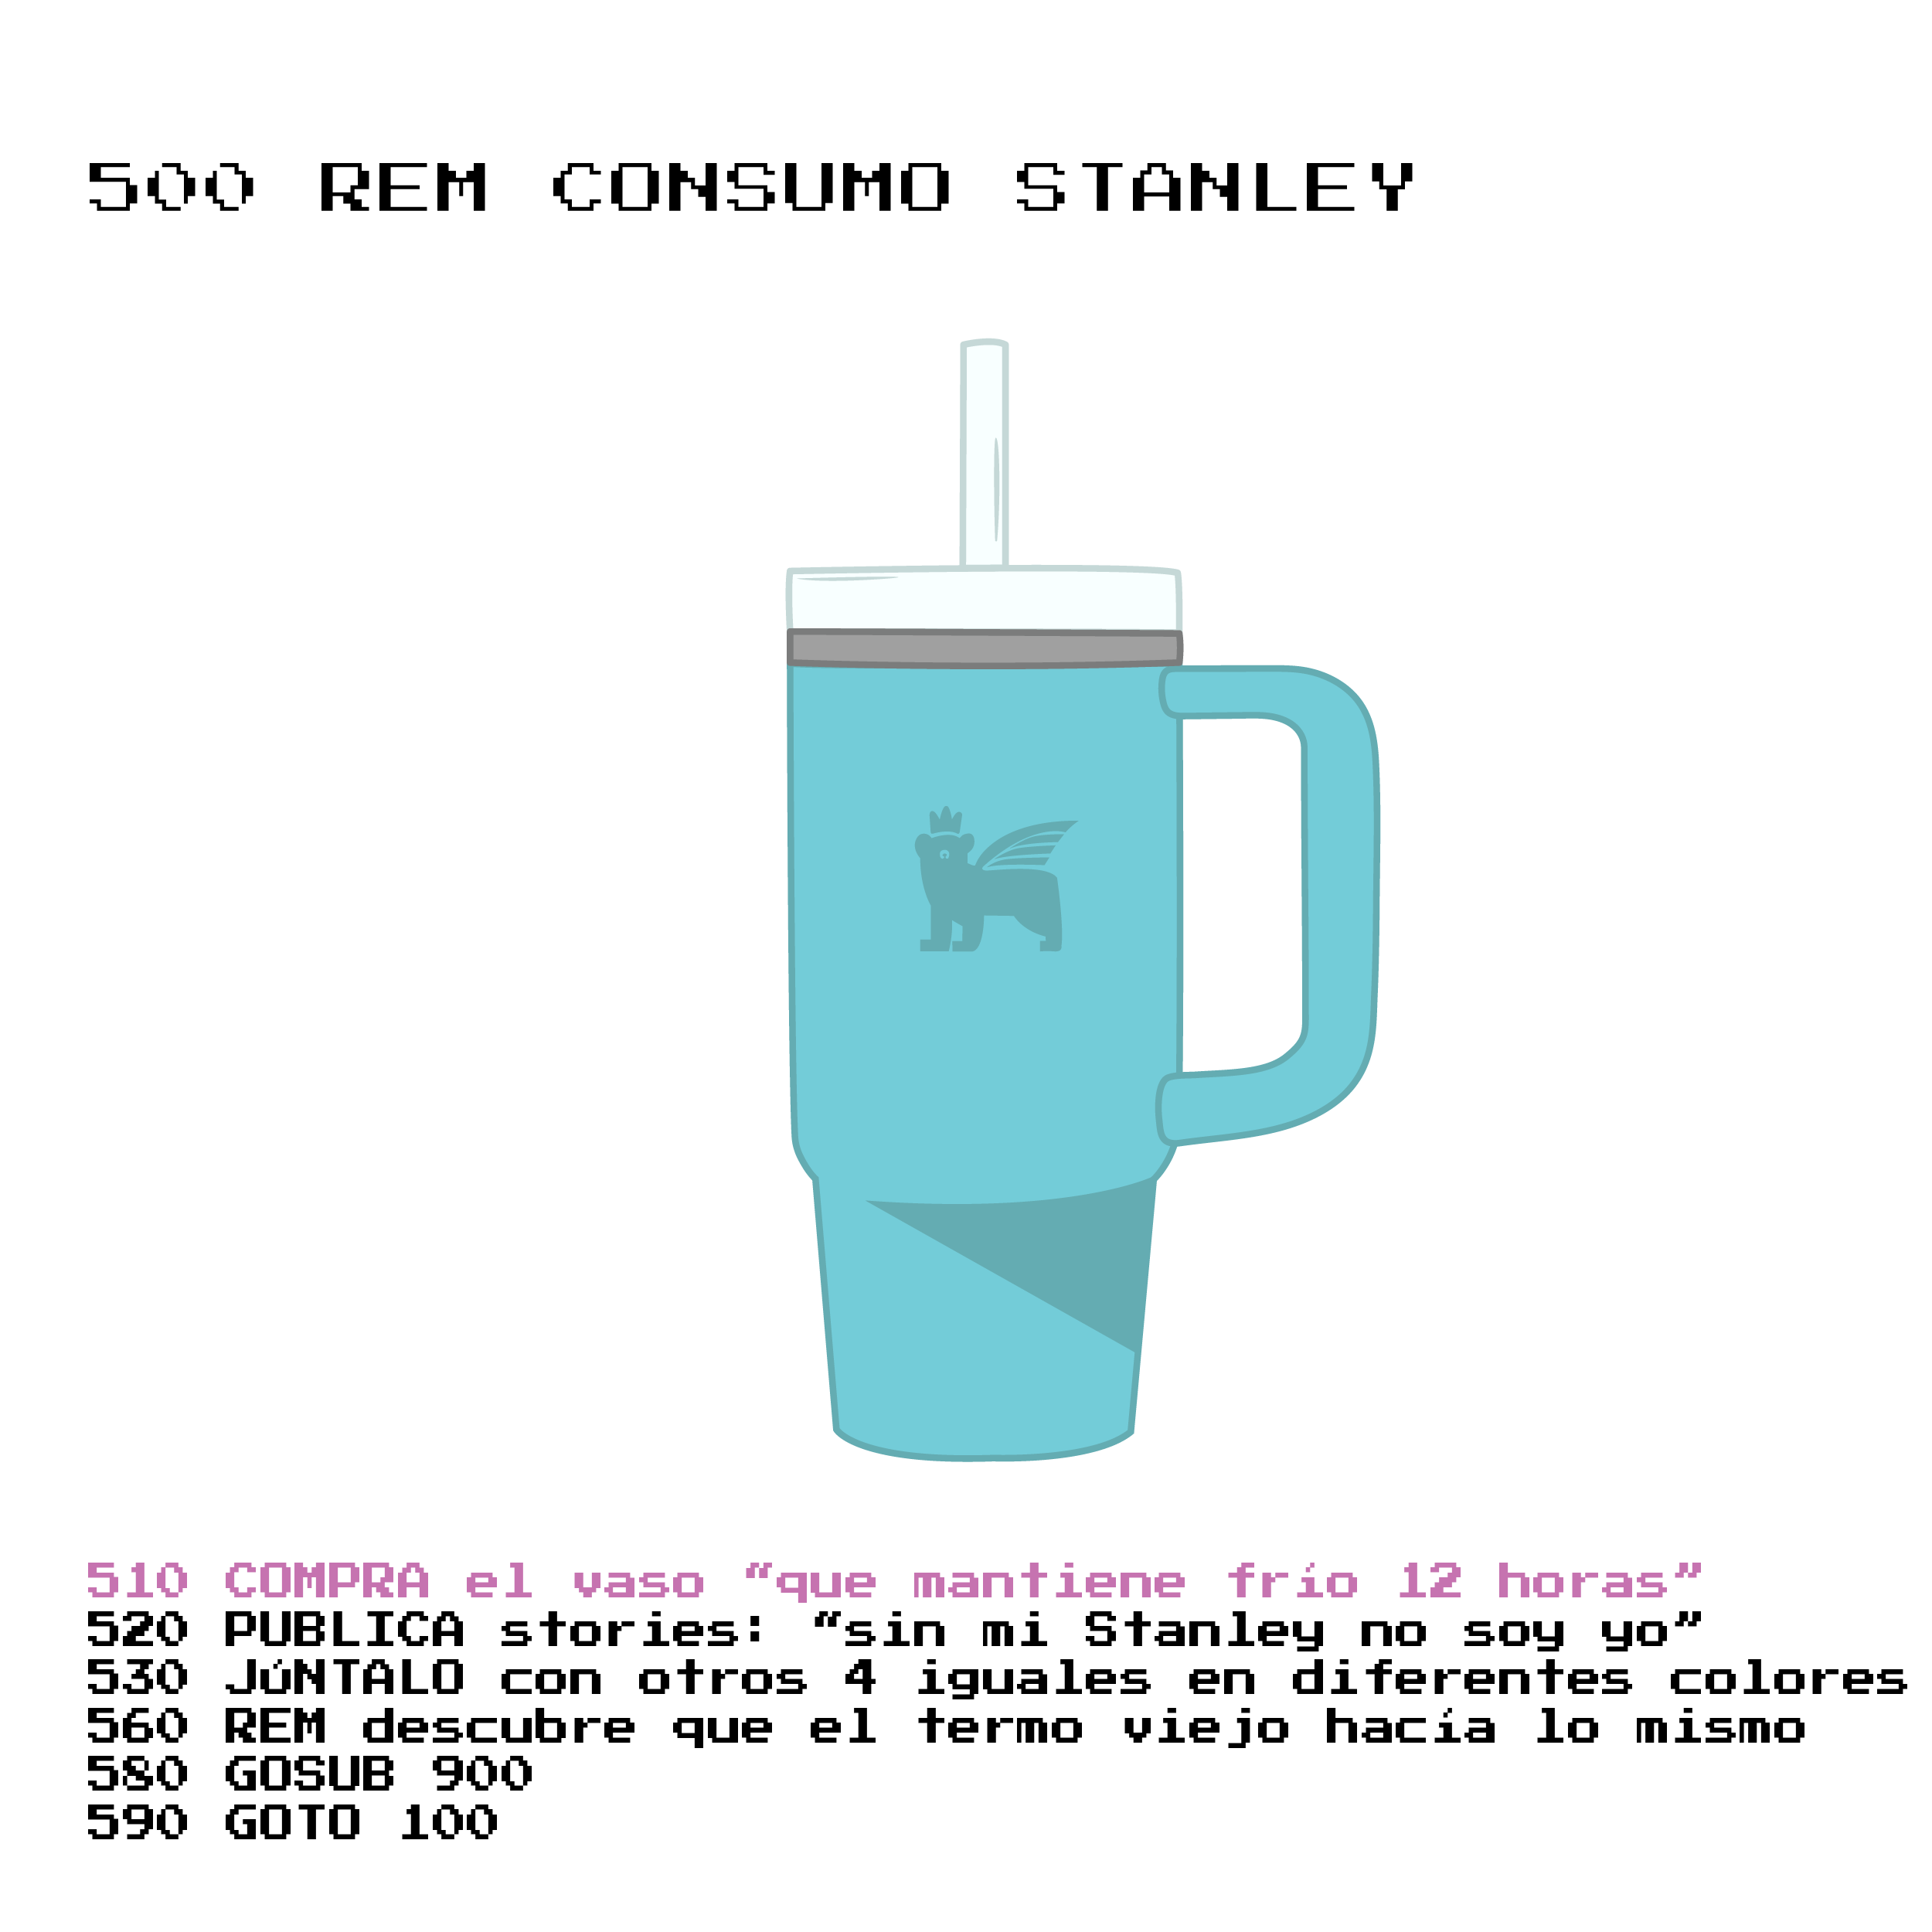 500 REM CONSUMO STANLEY
510 COMPRA el vaso “que mantiene frío 12 horas”
520 PUBLICA stories: “sin mi Stanley no soy yo”
530 JÚNTALO con otros 4 iguales en diferentes colores
560 REM descubre que el termo viejo hacía lo mismo
580 GOSUB 900
590 GOTO 100